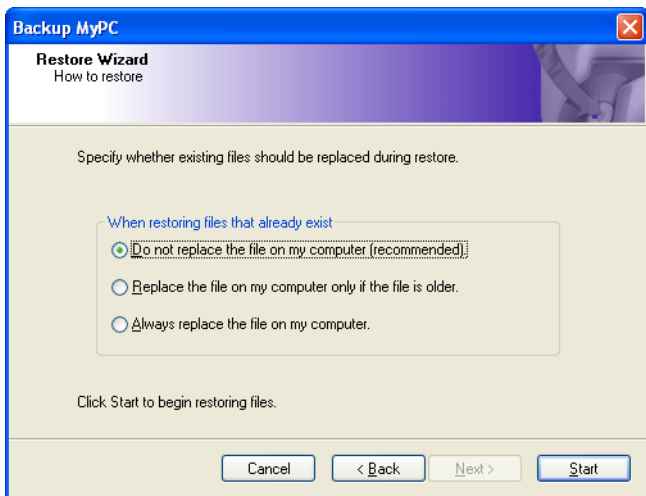 Backup MyPC
Restore Wizard
How to restore
Specify whether existing files should be replaced during restore.
When restoring files that already exist
Do not replace the file on my computer (recommended).
Replace the file on my computer only if the file is older.
Always replace the file on my computer.
Click Start to begin restoring files.
Cancel
< Back
Next >
Start